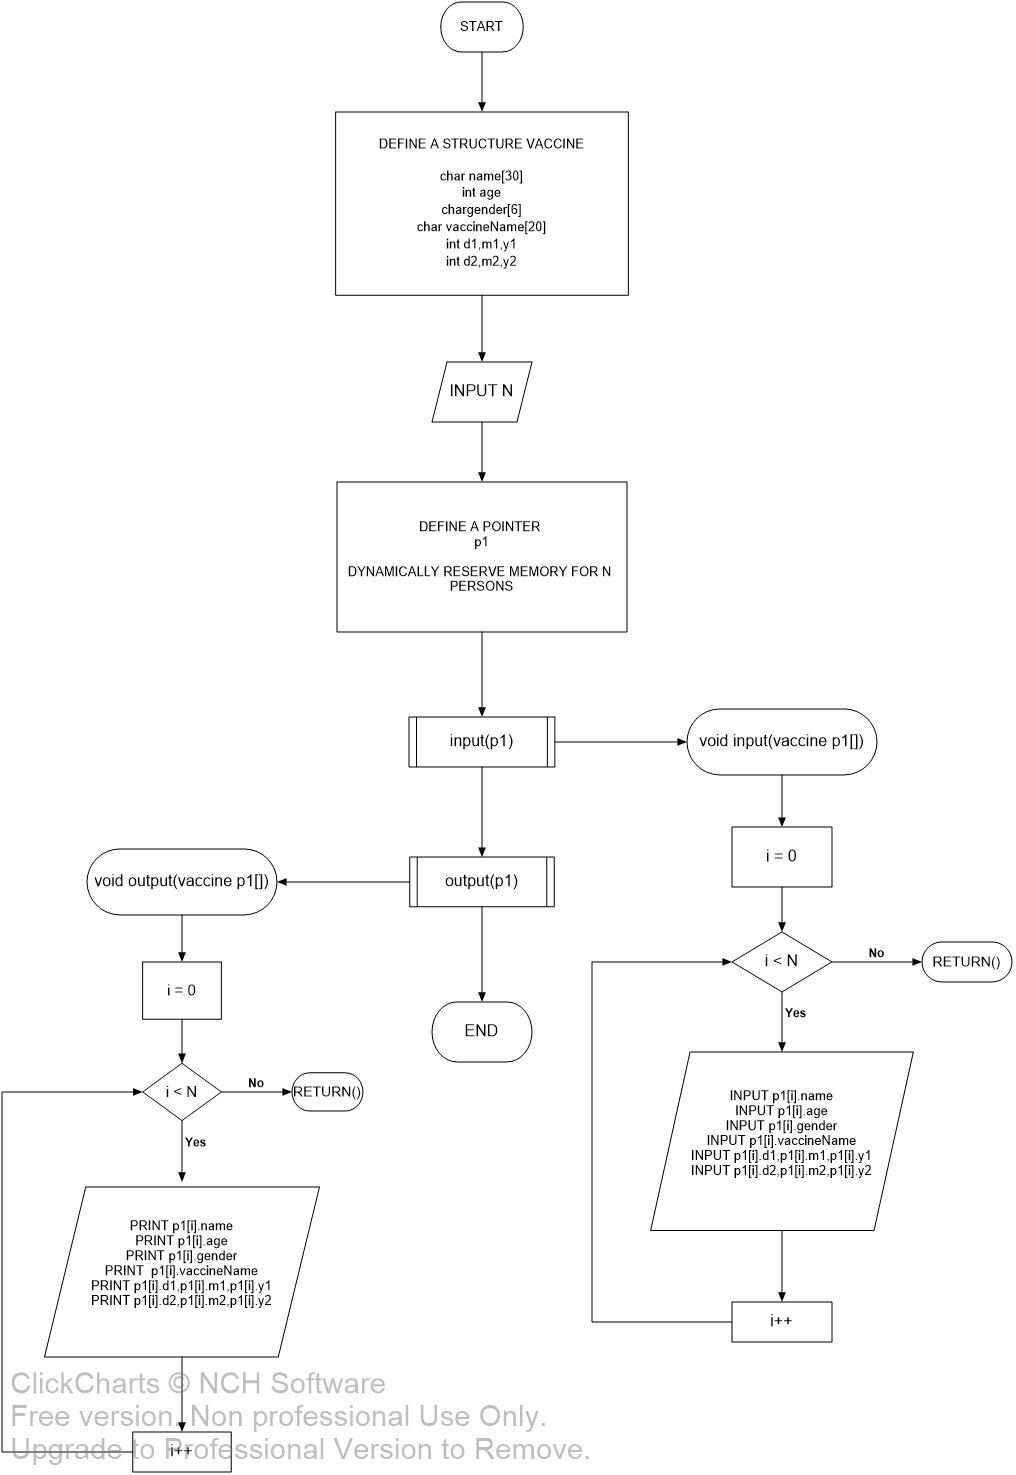 START
DEFINE A STRUCTURE VACCINE
char name[30]
int age
chargender[6]
char vaccineName[20]
int d1,m1,y1
int d2,m2,y2
INPUT N
DEFINE A POINTER
p1
DYNAMICALLY RESERVE MEMORY FOR N
PERSONS
input(p1)
void input(vaccine p1[])
i = 0
i < N
No
RETURN()
Yes
INPUT p1[i].name
INPUT p1[i].age
INPUT p1[i].gender
INPUT p1[i].vaccineName
INPUT p1[i].d1,p1[i].m1,p1[i].y1
INPUT p1[i].d2,p1[i].m2,p1[i].y2
i++
output(p1)
void output(vaccine p1[])
i = 0
i < N
No
RETURN()
Yes
PRINT p1[i].name
PRINT p1[i].age
PRINT p1[i].gender
PRINT p1[i].vaccineName
PRINT p1[i].d1,p1[i].m1,p1[i].y1
PRINT p1[i].d2,p1[i].m2,p1[i].y2
i++
END
ClickCharts © NCH Software
Free version. Non professional Use Only.
Upgrade to Professional Version to Remove.